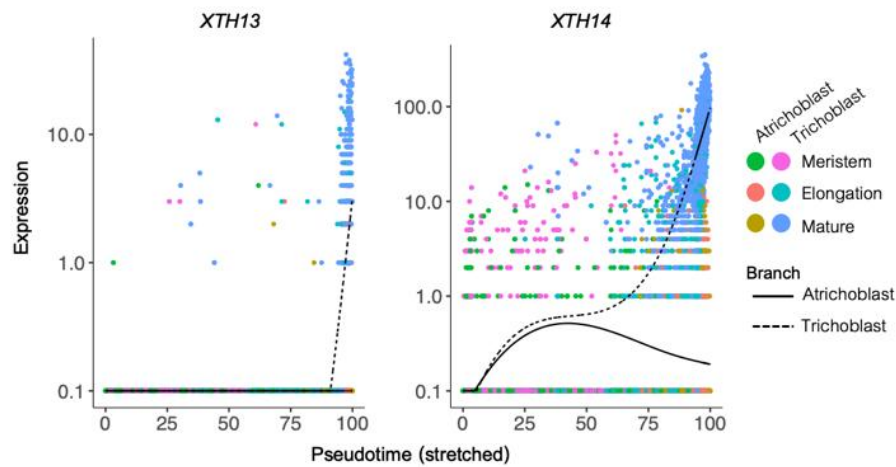 XTH13
XTH14
Expression
10.0
1.0
0.1
0 25 50 75 100
100.0
10.0
1.0
0.1
0 25 50 75 100
Pseudotime (stretched)
Atrichoblast
Trichoblast
Meristem
Elongation
Mature
Branch
Atrichoblast
Trichoblast